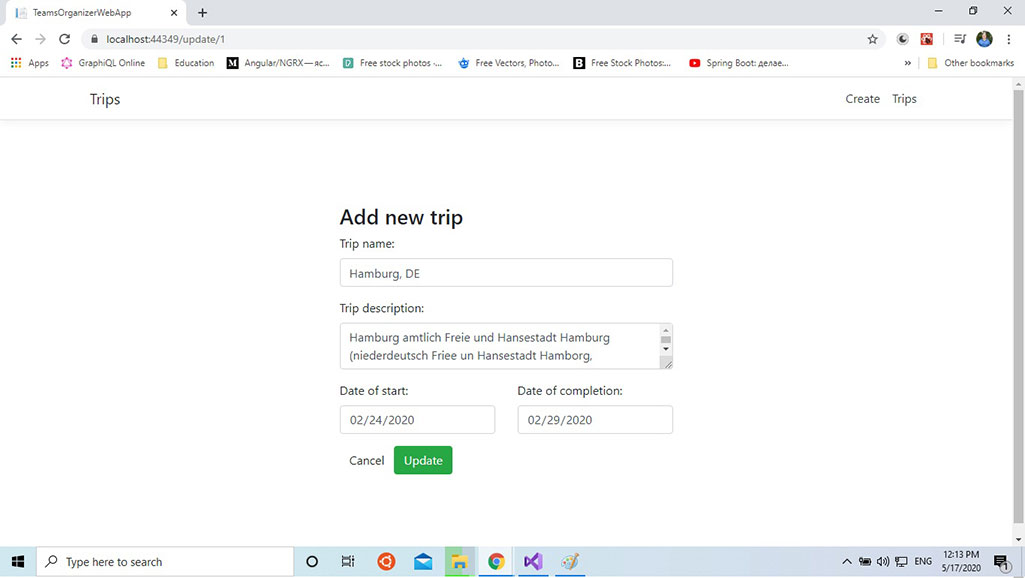 TeamsOrganizerWebApp
localhost:44349/update/1
Apps GraphiQL Online Education Angular/NGRX — яс... Free stock photos -... Free Vectors, Photo... Free Stock Photos:... Spring Boot: делае... » Other bookmarks
Trips Create Trips
Add new trip
Trip name:
Hamburg, DE
Trip description:
Hamburg amtlich Freie und Hansestadt Hamburg
(niederdeutsch Friee un Hansestadt Hamborg,
Date of start: Date of completion:
02/24/2020 02/29/2020
Cancel Update
Type here to search ENG 12:13 PM
5/17/2020 1